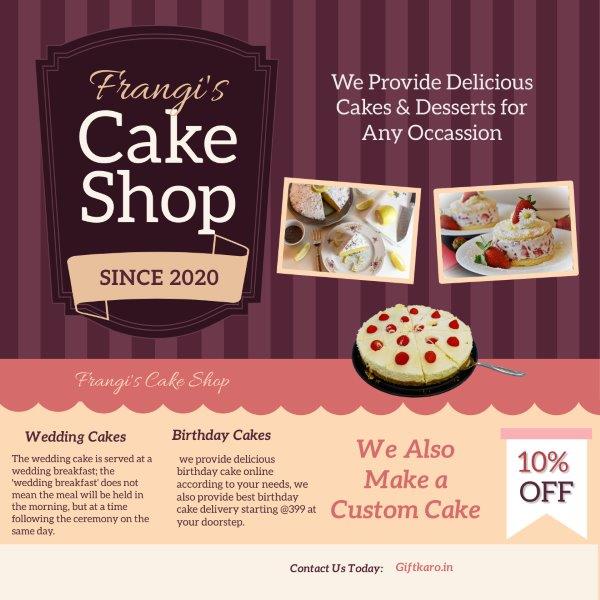 Frangi's
Cake
Shop
SINCE 2020
We Provide Delicious
Cakes & Desserts for
Any Occassion
Frangi's Cake Shop
Wedding Cakes
The wedding cake is served at a
wedding breakfast; the
'wedding breakfast' does not
mean the meal will be held in
the morning, but at a time
following the ceremony on the
same day.
Birthday Cakes
we provide delicious
birthday cake online
according to your needs, we
also provide best birthday
cake delivery starting @399 at
your doorstep.
We Also
Make a
Custom Cake
10%
OFF
Contact Us Today: Giftkaro.in